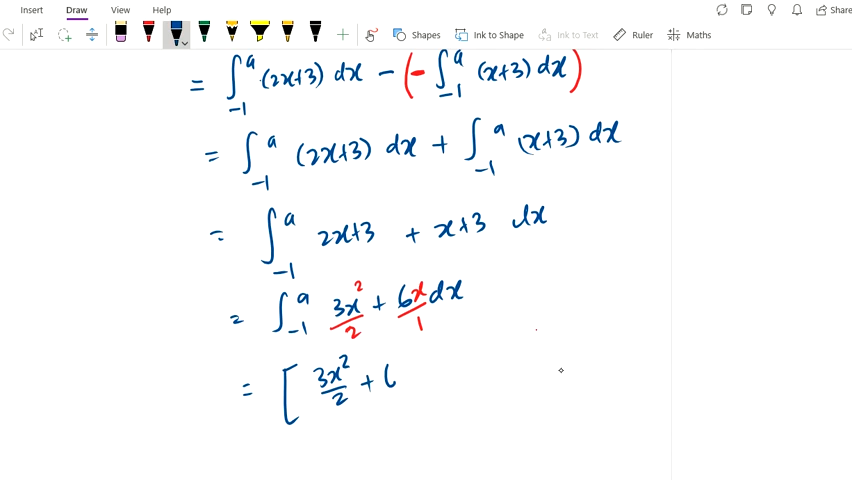 Insert Draw View Help Share
Shapes Ink to Shape Ink to Text Ruler Maths
= ∫₋₁ᵃ (2x+3) dx − (− ∫₋₁ᵃ (x+3) dx)
= ∫₋₁ᵃ (2x+3) dx + ∫₋₁ᵃ (x+3) dx
= ∫₋₁ᵃ 2x+3 + x+3 dx
= ∫₋₁ᵃ 3x²/2 + 6x/1 dx
= [ 3x²/2 + 6